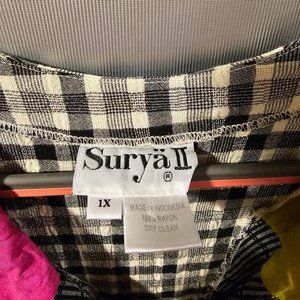 Surya II
®
1X
MADE IN INDONESIA
100% RAYON
DRY CLEAN